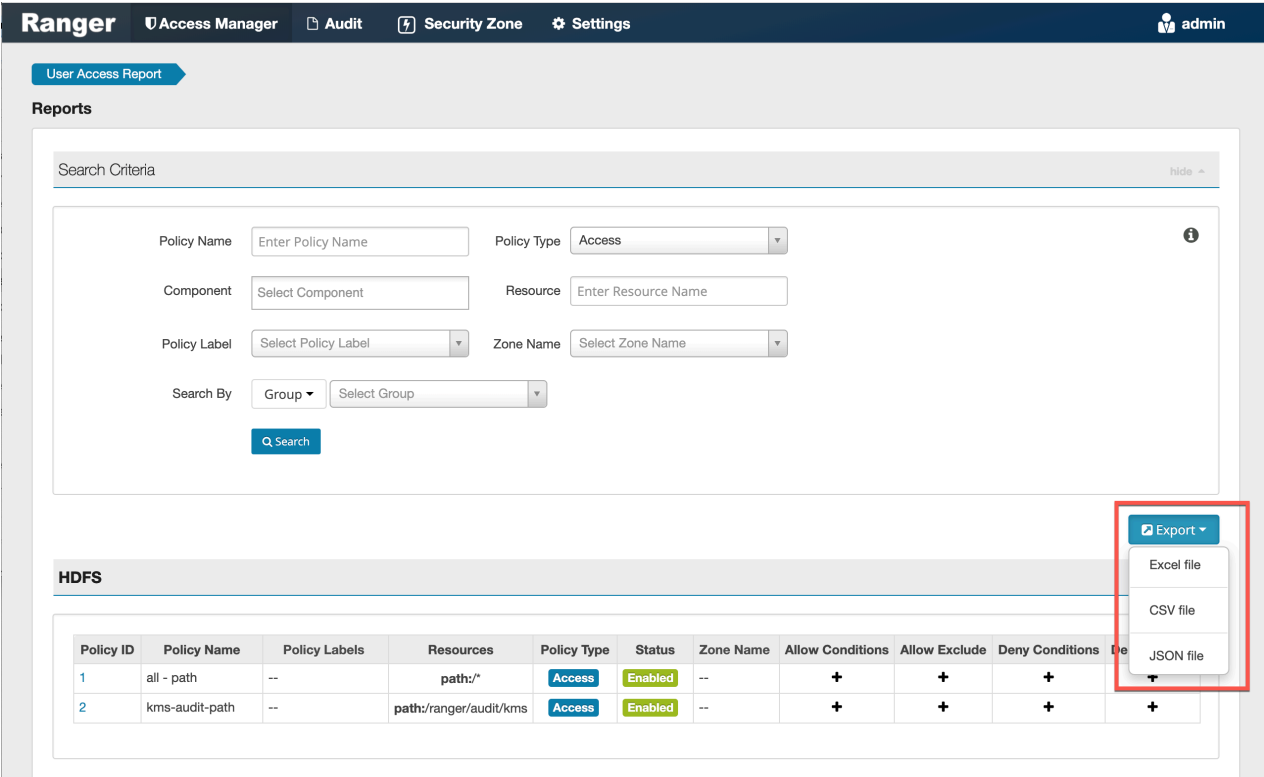 Ranger Access Manager Audit Security Zone Settings admin
User Access Report
Reports
Search Criteria hide
Policy Name Enter Policy Name Policy Type Access
Component Select Component Resource Enter Resource Name
Policy Label Select Policy Label Zone Name Select Zone Name
Search By Group Select Group
Search
Export
Excel file
CSV file
JSON file
HDFS
Policy ID Policy Name Policy Labels Resources Policy Type Status Zone Name Allow Conditions Allow Exclude Deny Conditions De
1 all - path -- path:/* Access Enabled -- + + + +
2 kms-audit-path -- path:/ranger/audit/kms Access Enabled -- + + + +